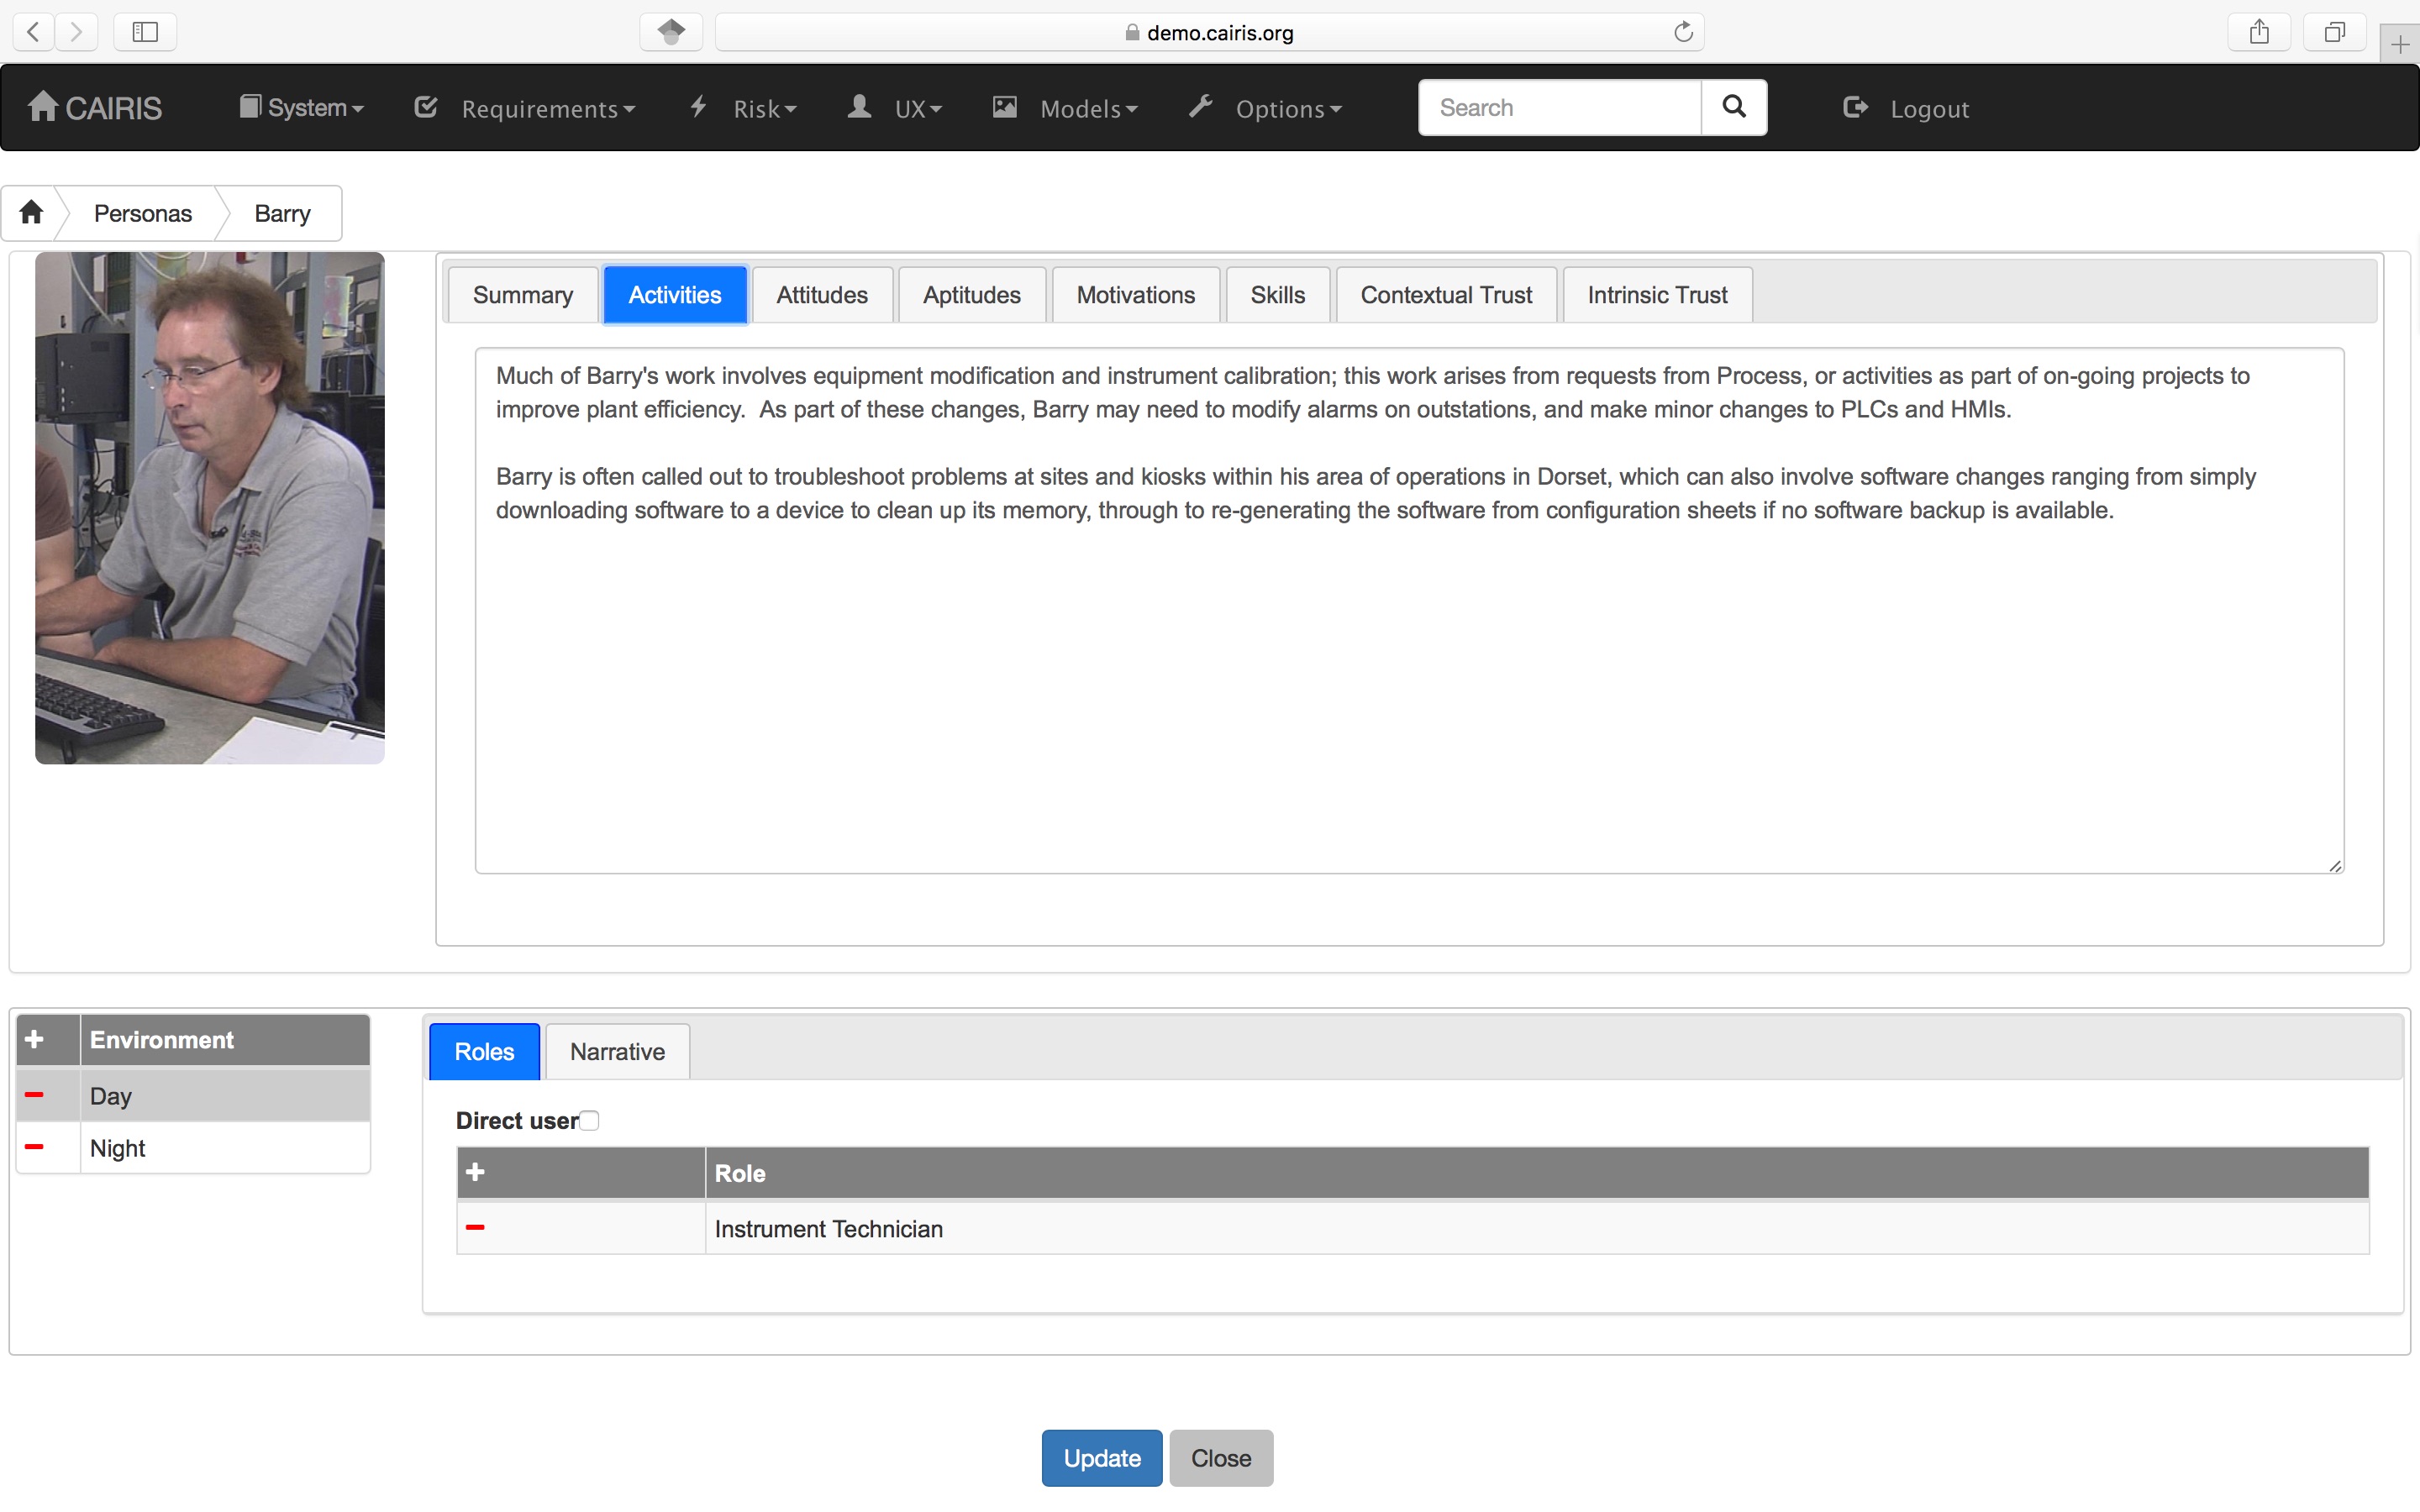 demo.cairis.org
CAIRIS System Requirements Risk UX Models Options Search Logout
Personas Barry
Summary Activities Attitudes Aptitudes Motivations Skills Contextual Trust Intrinsic Trust
Much of Barry's work involves equipment modification and instrument calibration; this work arises from requests from Process, or activities as part of on-going projects to
improve plant efficiency.  As part of these changes, Barry may need to modify alarms on outstations, and make minor changes to PLCs and HMIs.
Barry is often called out to troubleshoot problems at sites and kiosks within his area of operations in Dorset, which can also involve software changes ranging from simply
downloading software to a device to clean up its memory, through to re-generating the software from configuration sheets if no software backup is available.
Environment
Day
Night
Roles Narrative
Direct user
Role
Instrument Technician
Update Close